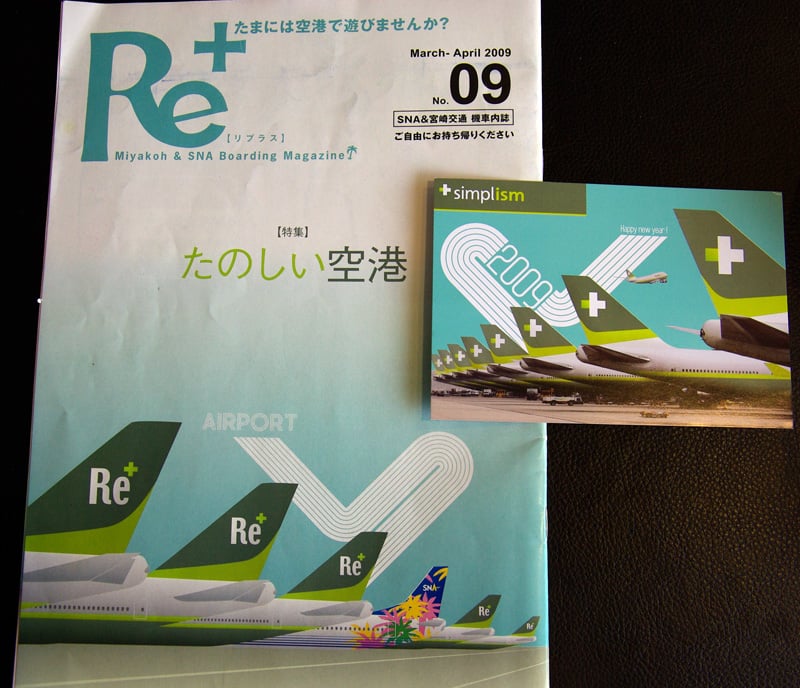 Re+
たまには空港で遊びませんか?
March- April 2009
No. 09
SNA&宮崎交通 機車内誌
ご自由にお持ち帰りください
【リプラス】
Miyakoh & SNA Boarding Magazine
【特集】
たのしい空港
AIRPORT
Re+
Re+
Re+
SNA
Re+
Re+
+simplism
Happy new year!
2009